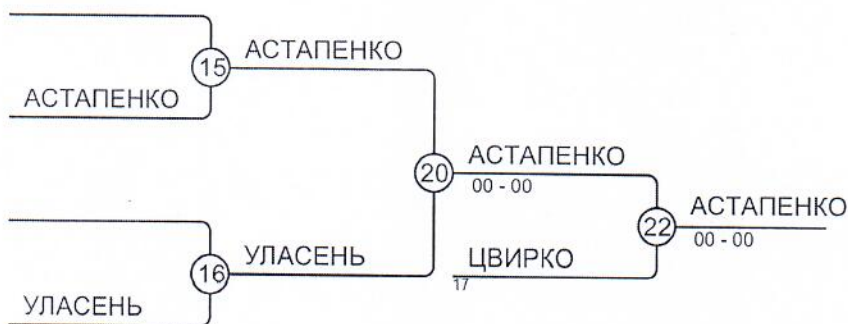 15 АСТАПЕНКО
АСТАПЕНКО
20 АСТАПЕНКО
00 - 00
22 АСТАПЕНКО
00 - 00
16 УЛАСЕНЬ
ЦВИРКО
17
УЛАСЕНЬ